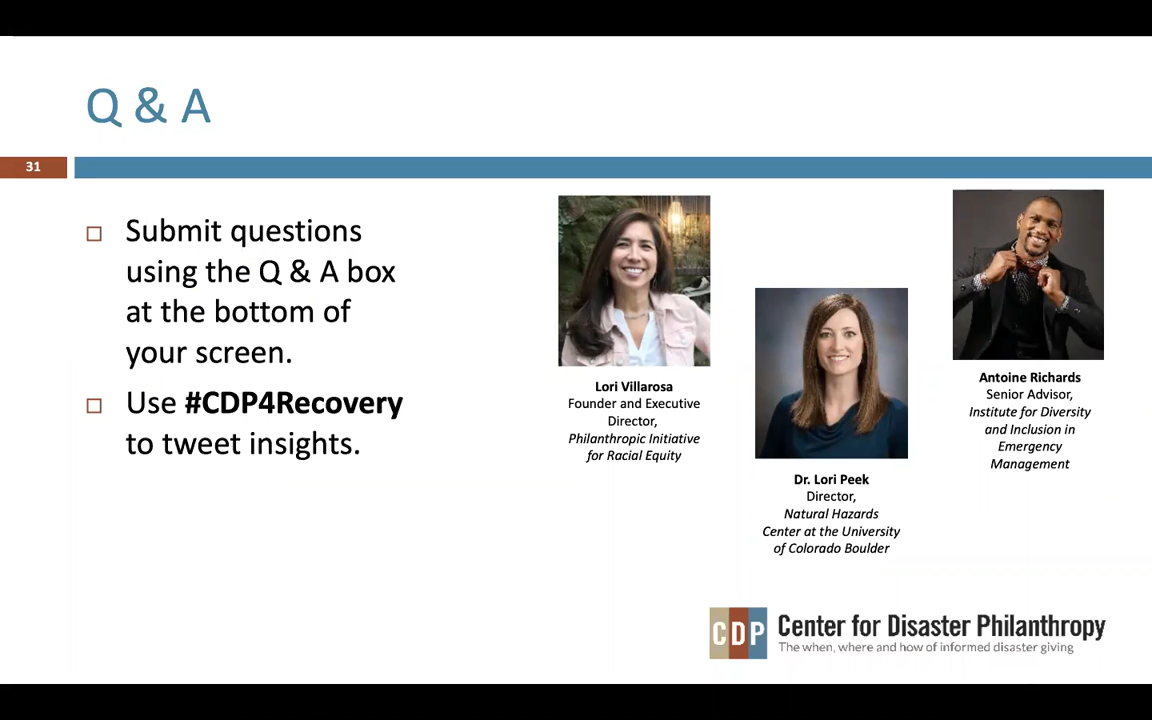 Q & A
31
Submit questions
using the Q & A box
at the bottom of
your screen.
Use #CDP4Recovery
to tweet insights.
Lori Villarosa
Founder and Executive
Director,
Philanthropic Initiative
for Racial Equity
Dr. Lori Peek
Director,
Natural Hazards
Center at the University
of Colorado Boulder
Antoine Richards
Senior Advisor,
Institute for Diversity
and Inclusion in
Emergency
Management
CDP Center for Disaster Philanthropy
The when, where and how of informed disaster giving